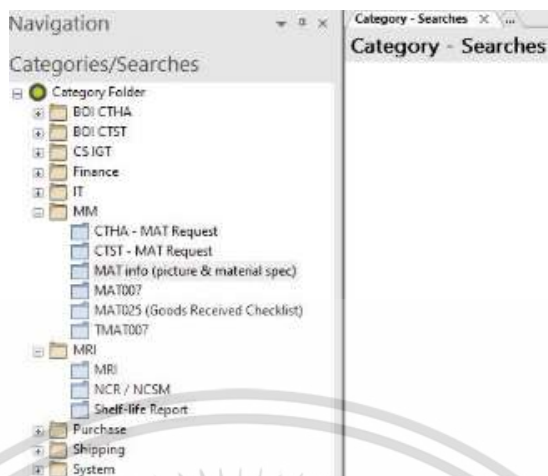 Navigation
Categories/Searches
Category Folder
BOI CTHA
BOI CTST
CS IGT
Finance
IT
MM
CTHA - MAT Request
CTST - MAT Request
MAT info (picture & material spec)
MAT007
MAT025 (Goods Received Checklist)
TMAT007
MRI
MRI
NCR / NCSM
Shelf-life Report
Purchase
Shipping
System
Category - Searches
...
Category - Searches